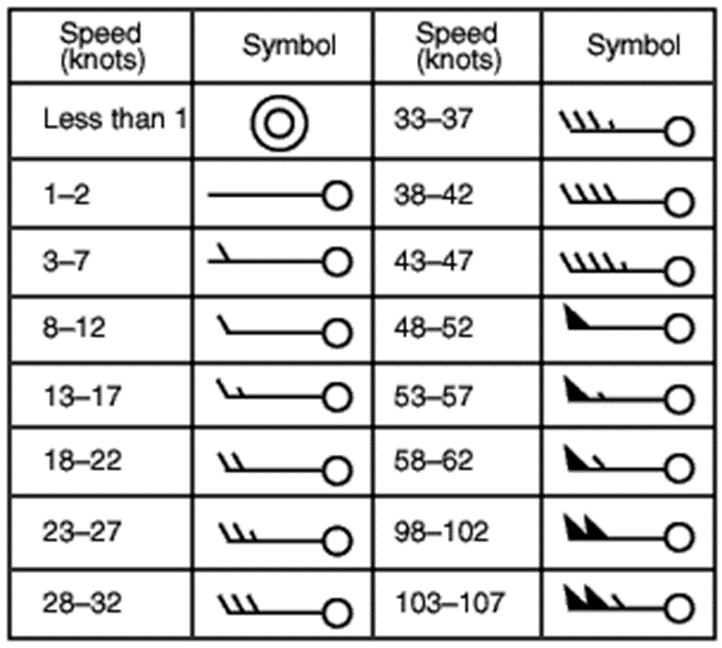 Speed
(knots)
Symbol
Speed
(knots)
Symbol
Less than 1
33–37
1–2
38–42
3–7
43–47
8–12
48–52
13–17
53–57
18–22
58–62
23–27
98–102
28–32
103–107